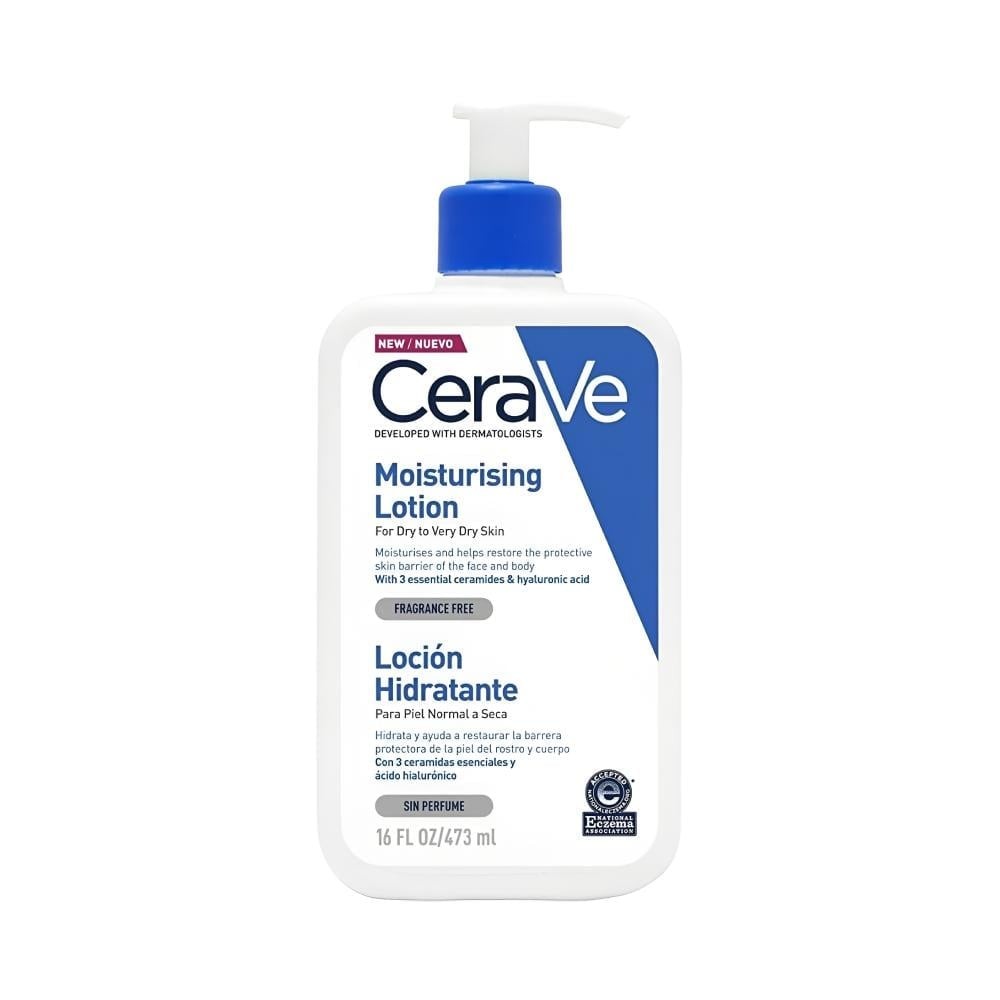 NEW / NUEVO
CeraVe
DEVELOPED WITH DERMATOLOGISTS
Moisturising
Lotion
For Dry to Very Dry Skin
Moisturises and helps restore the protective
skin barrier of the face and body
With 3 essential ceramides & hyaluronic acid
FRAGRANCE FREE
Loción
Hidratante
Para Piel Normal a Seca
Hidrata y ayuda a restaurar la barrera
protectora de la piel del rostro y cuerpo
Con 3 ceramidas esenciales y
ácido hialurónico
SIN PERFUME
16 FL OZ/473 ml
ACCEPTED
NATIONALECZEMA.ORG
e
NATIONAL
Eczema
ASSOCIATION